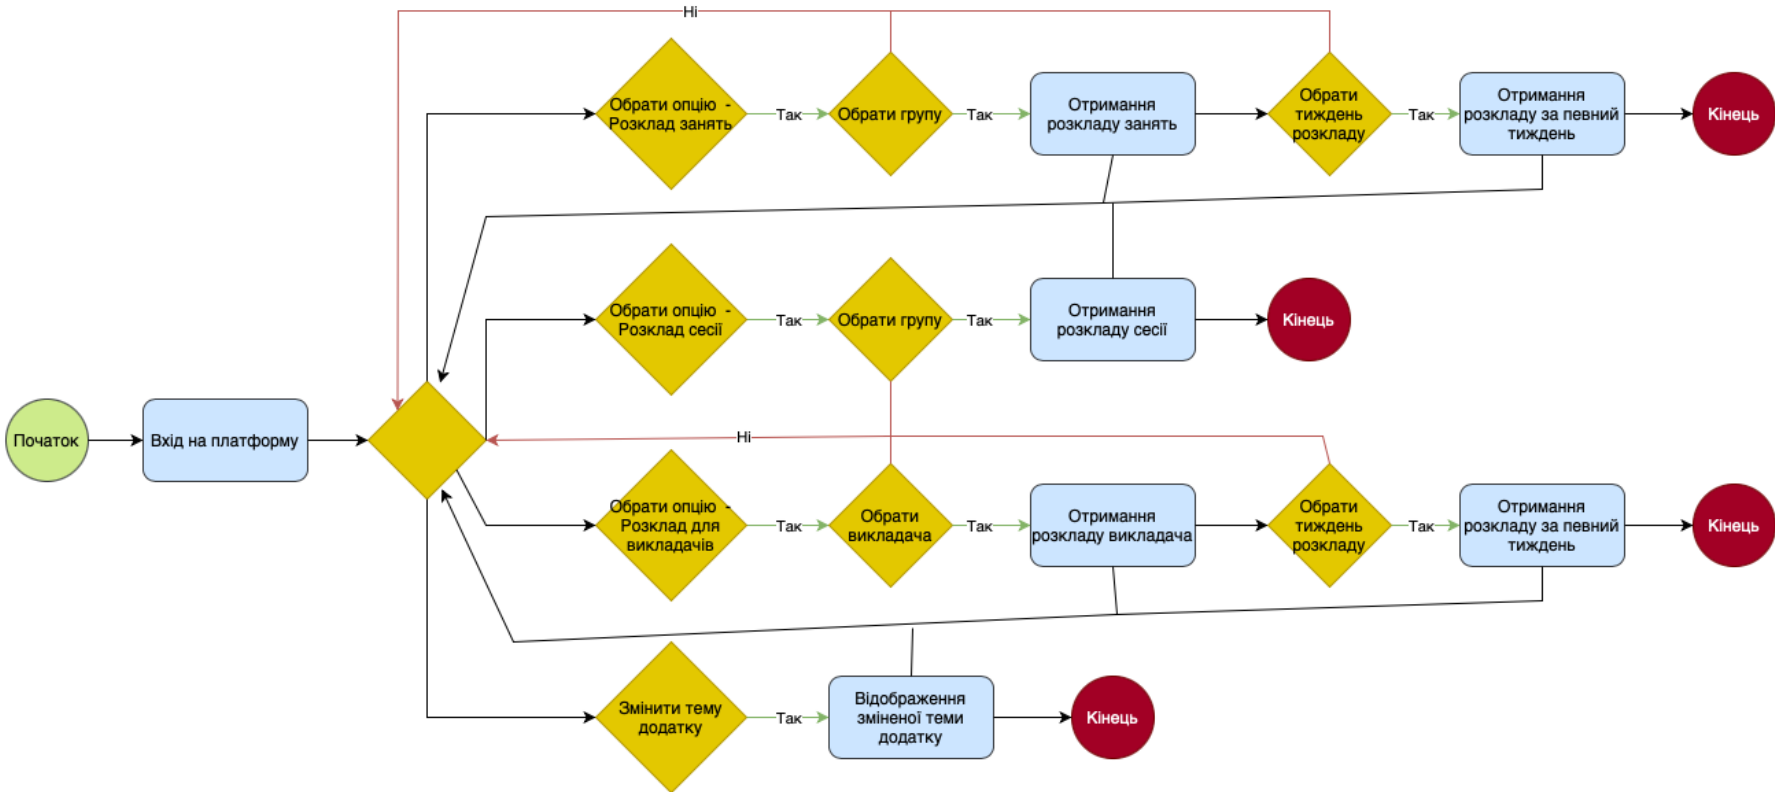 Ні
Обрати опцію -
Розклад занять
Так
Обрати групу
Так
Отримання
розкладу занять
Обрати
тиждень
розкладу
Так
Отримання
розкладу за певний
тиждень
Кінець
Обрати опцію -
Розклад сесії
Так
Обрати групу
Так
Отримання
розкладу сесії
Кінець
Початок
Вхід на платформу
Ні
Обрати опцію -
Розклад для
викладачів
Так
Обрати
викладача
Так
Отримання
розкладу викладача
Обрати
тиждень
розкладу
Так
Отримання
розкладу за певний
тиждень
Кінець
Змінити тему
додатку
Так
Відображення
зміненої теми
додатку
Кінець